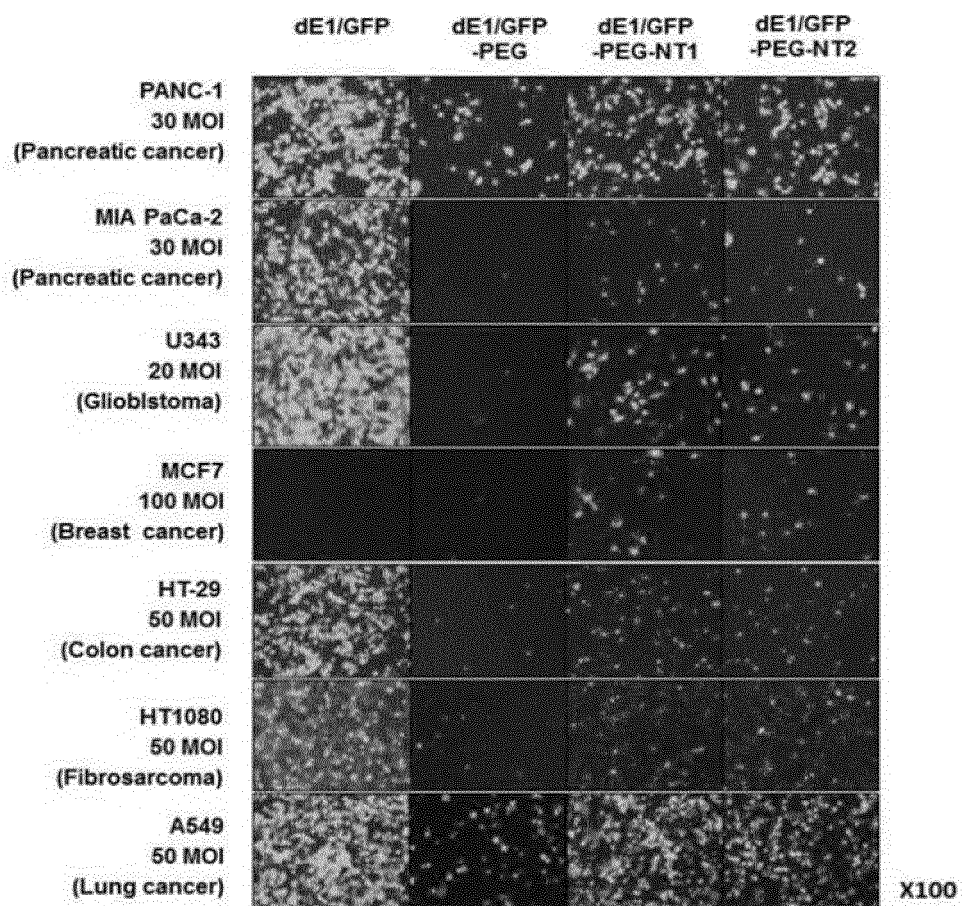 dE1/GFP
dE1/GFP
-PEG
dE1/GFP
-PEG-NT1
dE1/GFP
-PEG-NT2
PANC-1
30 MOI
(Pancreatic cancer)
MIA PaCa-2
30 MOI
(Pancreatic cancer)
U343
20 MOI
(Glioblstoma)
MCF7
100 MOI
(Breast cancer)
HT-29
50 MOI
(Colon cancer)
HT1080
50 MOI
(Fibrosarcoma)
A549
50 MOI
(Lung cancer)
X100